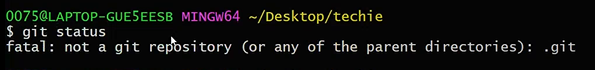 0075@LAPTOP-GUE5EESB MINGW64 ~/Desktop/techie
$ git status
fatal: not a git repository (or any of the parent directories): .git